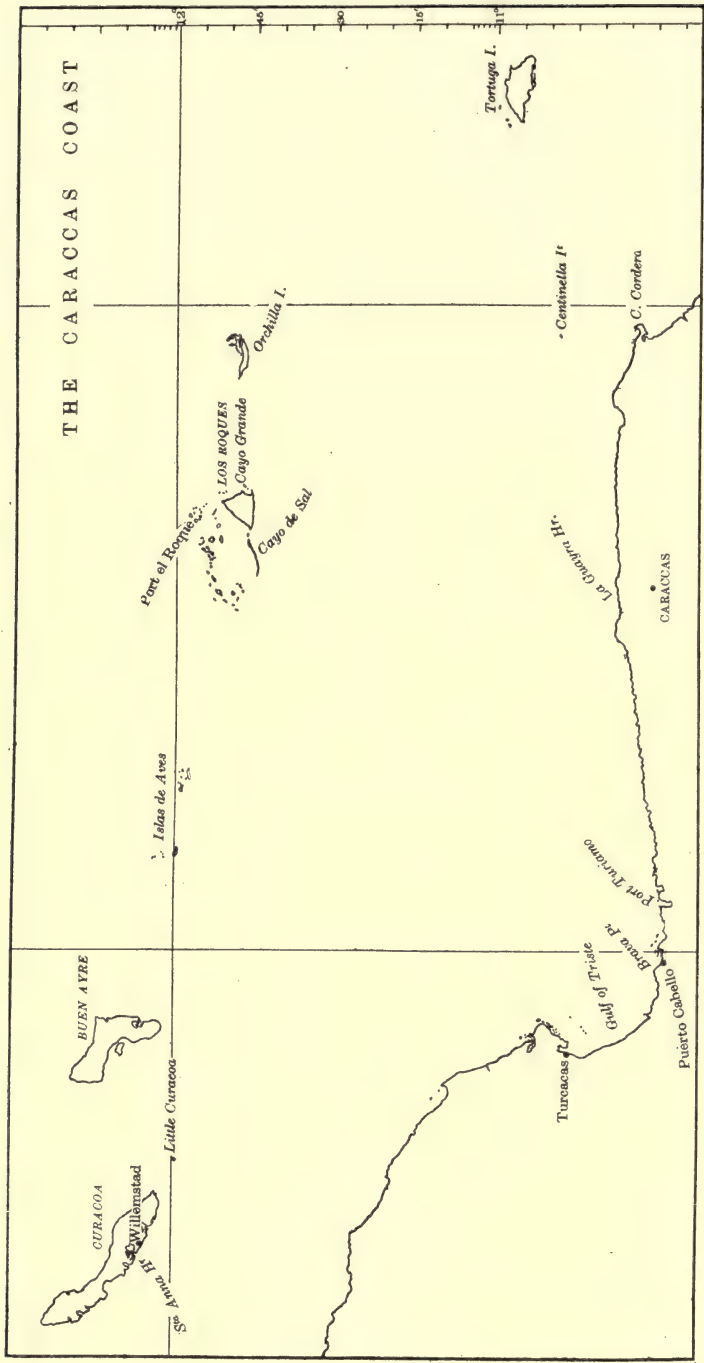 THE CARACCAS COAST
CURACOA
Willemstad
Sta Anna Hr
Little Curacoa
BUEN AYRE
Islas de Aves
Port el Roque
LOS ROQUES
Cayo Grande
Cayo de Sal
Orchilla I.
Tortuga I.
Centinella It
C. Cordera
La Guayra Hr.
CARACCAS
Port Turiamo
Brava Pt
Gulf of Triste
Puerto Cabello
Turcacas
12°
45'
30'
15'
11°